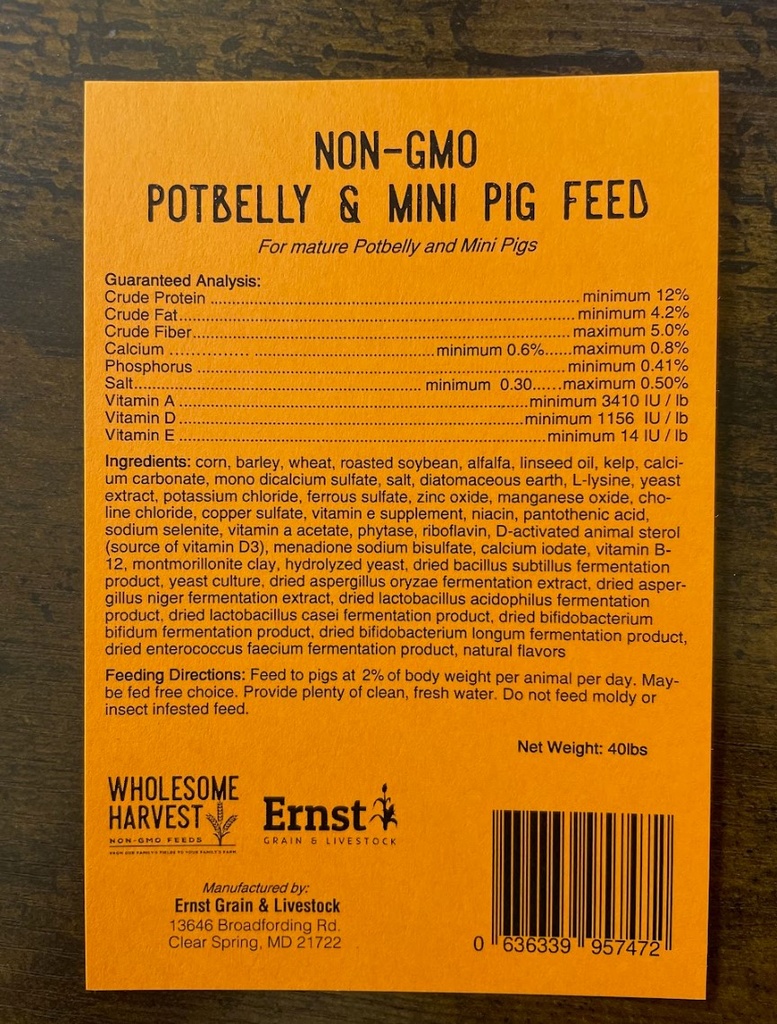 NON-GMO
POTBELLY & MINI PIG FEED
For mature Potbelly and Mini Pigs
Guaranteed Analysis:
Crude Protein ........................................................................ minimum 12%
Crude Fat............................................................................... minimum 4.2%
Crude Fiber............................................................................ maximum 5.0%
Calcium ................ ....................................minimum 0.6%......maximum 0.8%
Phosphorus ........................................................................... minimum 0.41%
Salt.......................................................... minimum 0.30......maximum 0.50%
Vitamin A .....................................................................minimum 3410 IU / lb
Vitamin D .....................................................................minimum 1156 IU / lb
Vitamin E .........................................................................minimum 14 IU / lb
Ingredients: corn, barley, wheat, roasted soybean, alfalfa, linseed oil, kelp, calci-
um carbonate, mono dicalcium sulfate, salt, diatomaceous earth, L-lysine, yeast
extract, potassium chloride, ferrous sulfate, zinc oxide, manganese oxide, cho-
line chloride, copper sulfate, vitamin e supplement, niacin, pantothenic acid,
sodium selenite, vitamin a acetate, phytase, riboflavin, D-activated animal sterol
(source of vitamin D3), menadione sodium bisulfate, calcium iodate, vitamin B-
12, montmorillonite clay, hydrolyzed yeast, dried bacillus subtillus fermentation
product, yeast culture, dried aspergillus oryzae fermentation extract, dried asper-
gillus niger fermentation extract, dried lactobacillus acidophilus fermentation
product, dried lactobacillus casei fermentation product, dried bifidobacterium
bifidum fermentation product, dried bifidobacterium longum fermentation product,
dried enterococcus faecium fermentation product, natural flavors
Feeding Directions: Feed to pigs at 2% of body weight per animal per day. May-
be fed free choice. Provide plenty of clean, fresh water. Do not feed moldy or
insect infested feed.
Net Weight: 40lbs
WHOLESOME
HARVEST
NON-GMO FEEDS
FROM OUR FAMILY'S FIELDS TO YOUR FAMILY'S FARM
Ernst
GRAIN & LIVESTOCK
Manufactured by:
Ernst Grain & Livestock
13646 Broadfording Rd.
Clear Spring, MD 21722
0 636339 957472